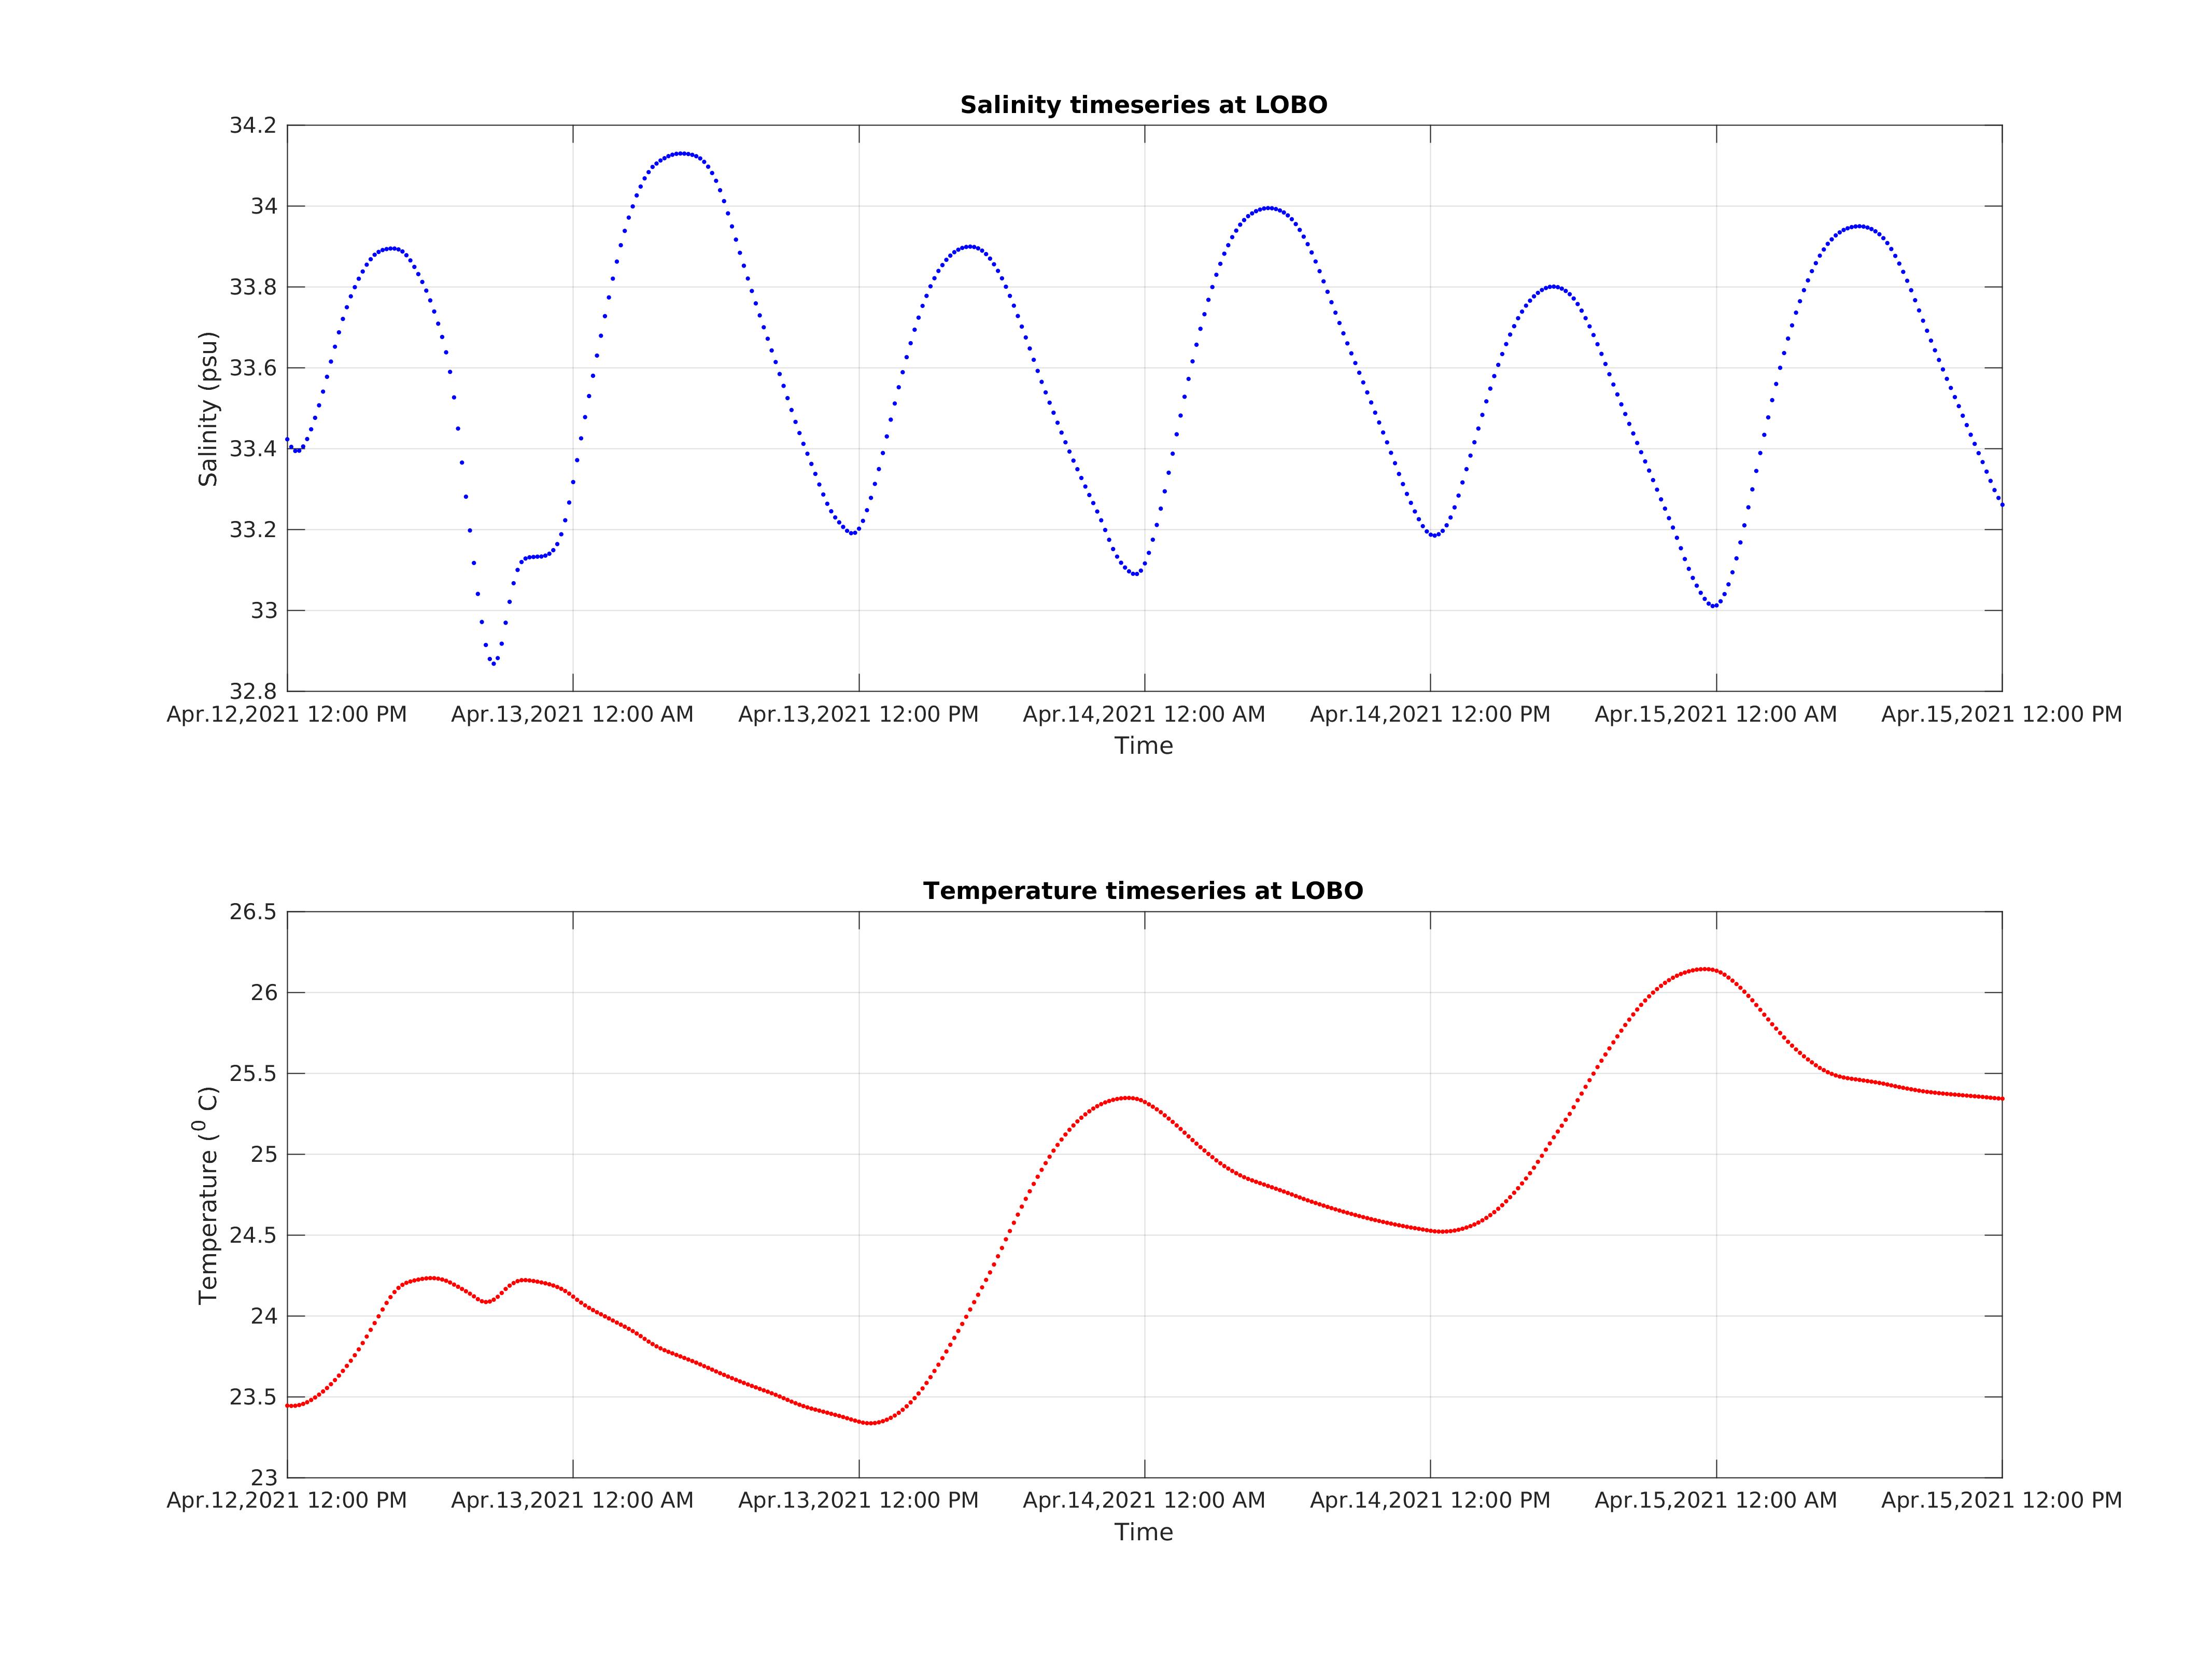 Salinity timeseries at LOBO
34.2
34
33.8
33.6
33.4
33.2
33
32.8
Salinity (psu)
Apr.12,2021 12:00 PM Apr.13,2021 12:00 AM Apr.13,2021 12:00 PM Apr.14,2021 12:00 AM Apr.14,2021 12:00 PM Apr.15,2021 12:00 AM Apr.15,2021 12:00 PM
Time
Temperature timeseries at LOBO
26.5
26
25.5
25
24.5
24
23.5
23
Temperature (⁰ C)
Apr.12,2021 12:00 PM Apr.13,2021 12:00 AM Apr.13,2021 12:00 PM Apr.14,2021 12:00 AM Apr.14,2021 12:00 PM Apr.15,2021 12:00 AM Apr.15,2021 12:00 PM
Time